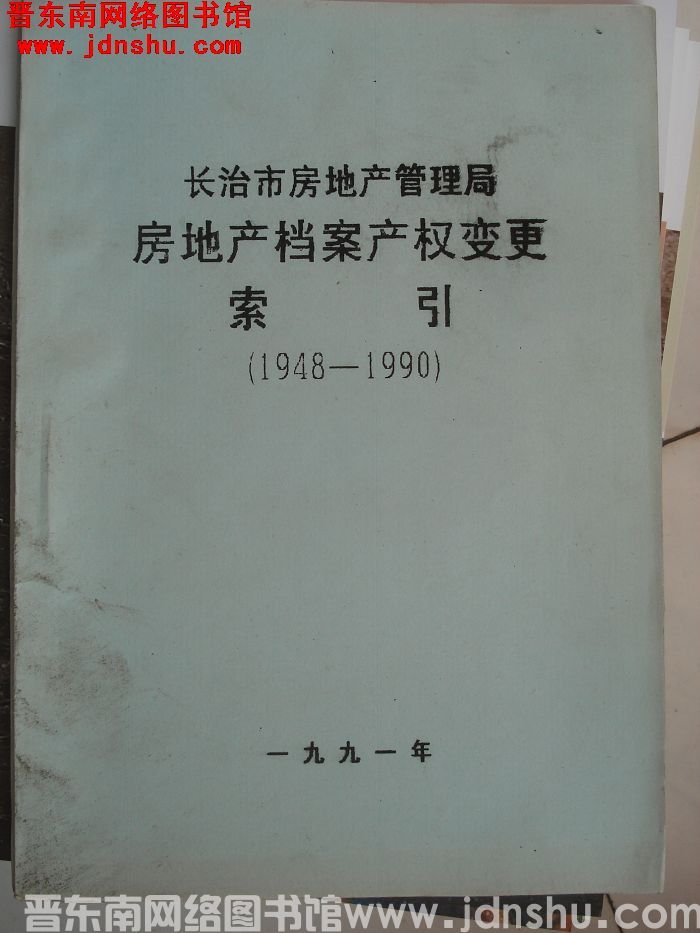 晋东南网络图书馆
www.jdnshu.com
长治市房地产管理局
房地产档案产权变更
索 引
(1948—1990)
一九九一年
晋东南网络图书馆www.jdnshu.com